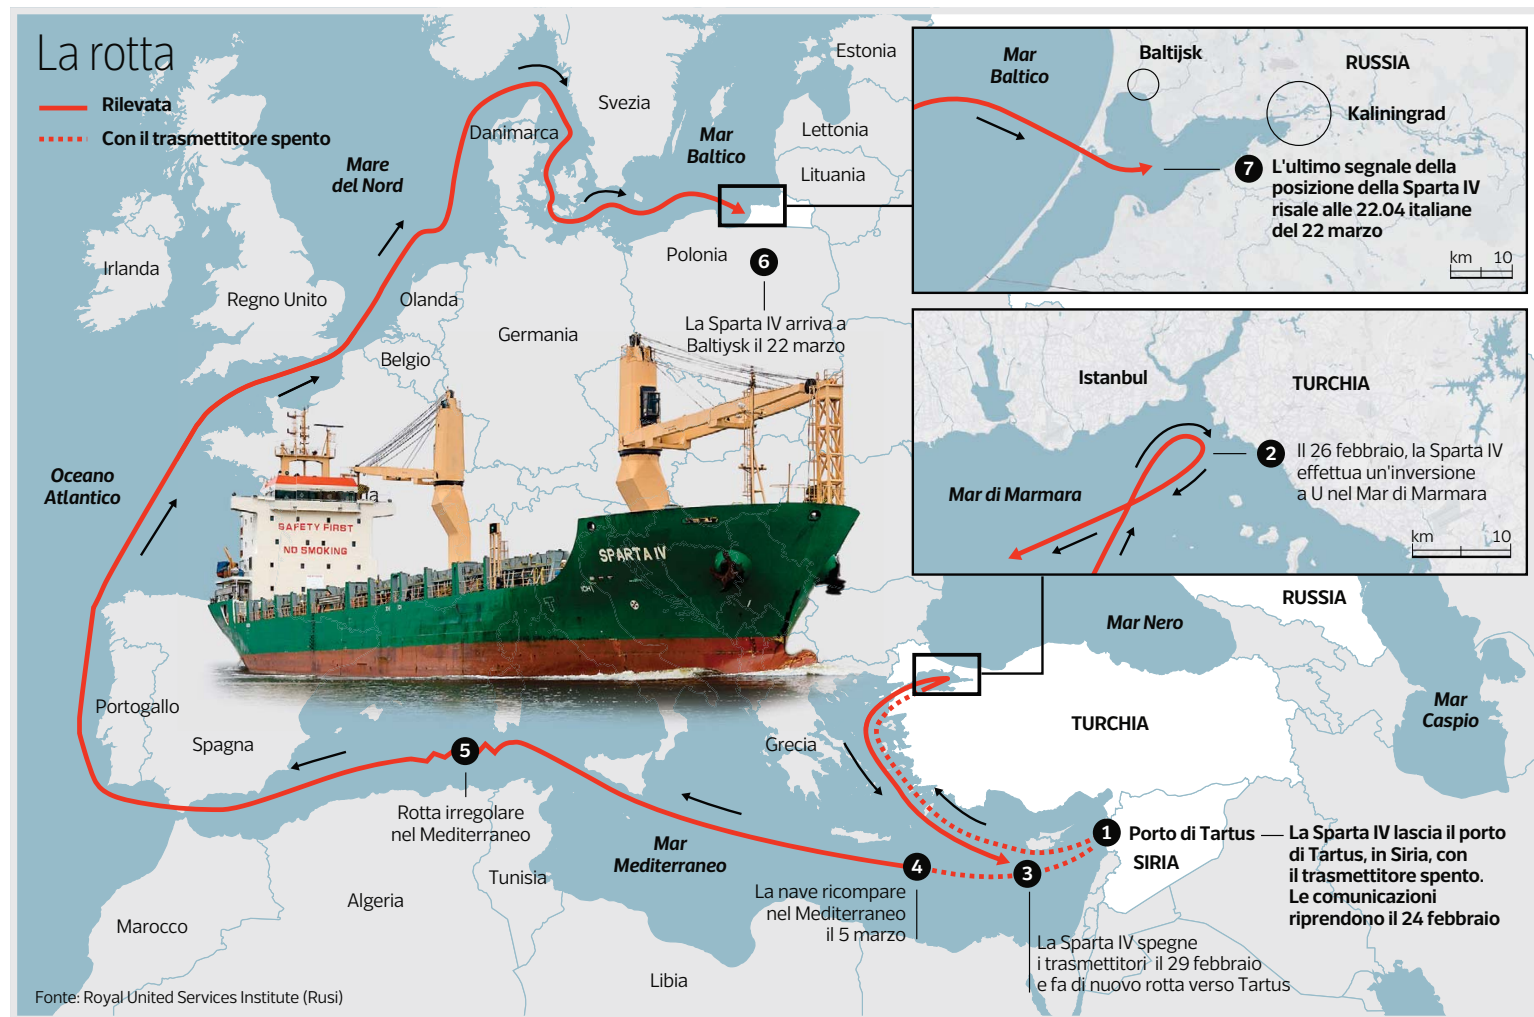 La rotta
Rilevata
Con il trasmettitore spento
Estonia
Svezia
Danimarca
Lettonia
Mar
Baltico
Lituania
Mare
del Nord
Irlanda
Regno Unito
Olanda
Polonia
6
La Sparta IV arriva a
Baltiysk il 22 marzo
Germania
Belgio
Oceano
Atlantico
SAFETY FIRST
NO SMOKING
SPARTA IV
Mar
Baltico
Baltijsk
RUSSIA
Kaliningrad
7
L'ultimo segnale della
posizione della Sparta IV
risale alle 22.04 italiane
del 22 marzo
km 10
Istanbul
TURCHIA
2
Il 26 febbraio, la Sparta IV
effettua un'inversione
a U nel Mar di Marmara
Mar di Marmara
km 10
RUSSIA
Mar Nero
Mar
Caspio
TURCHIA
Portogallo
Spagna
Grecia
5
Rotta irregolare
nel Mediterraneo
Mar
Mediterraneo
1
Porto di Tartus
SIRIA
La Sparta IV lascia il porto
di Tartus, in Siria, con
il trasmettitore spento.
Le comunicazioni
riprendono il 24 febbraio
4
La nave ricompare
nel Mediterraneo
il 5 marzo
3
La Sparta IV spegne
i trasmettitori il 29 febbraio
e fa di nuovo rotta verso Tartus
Tunisia
Algeria
Marocco
Libia
Fonte: Royal United Services Institute (Rusi)